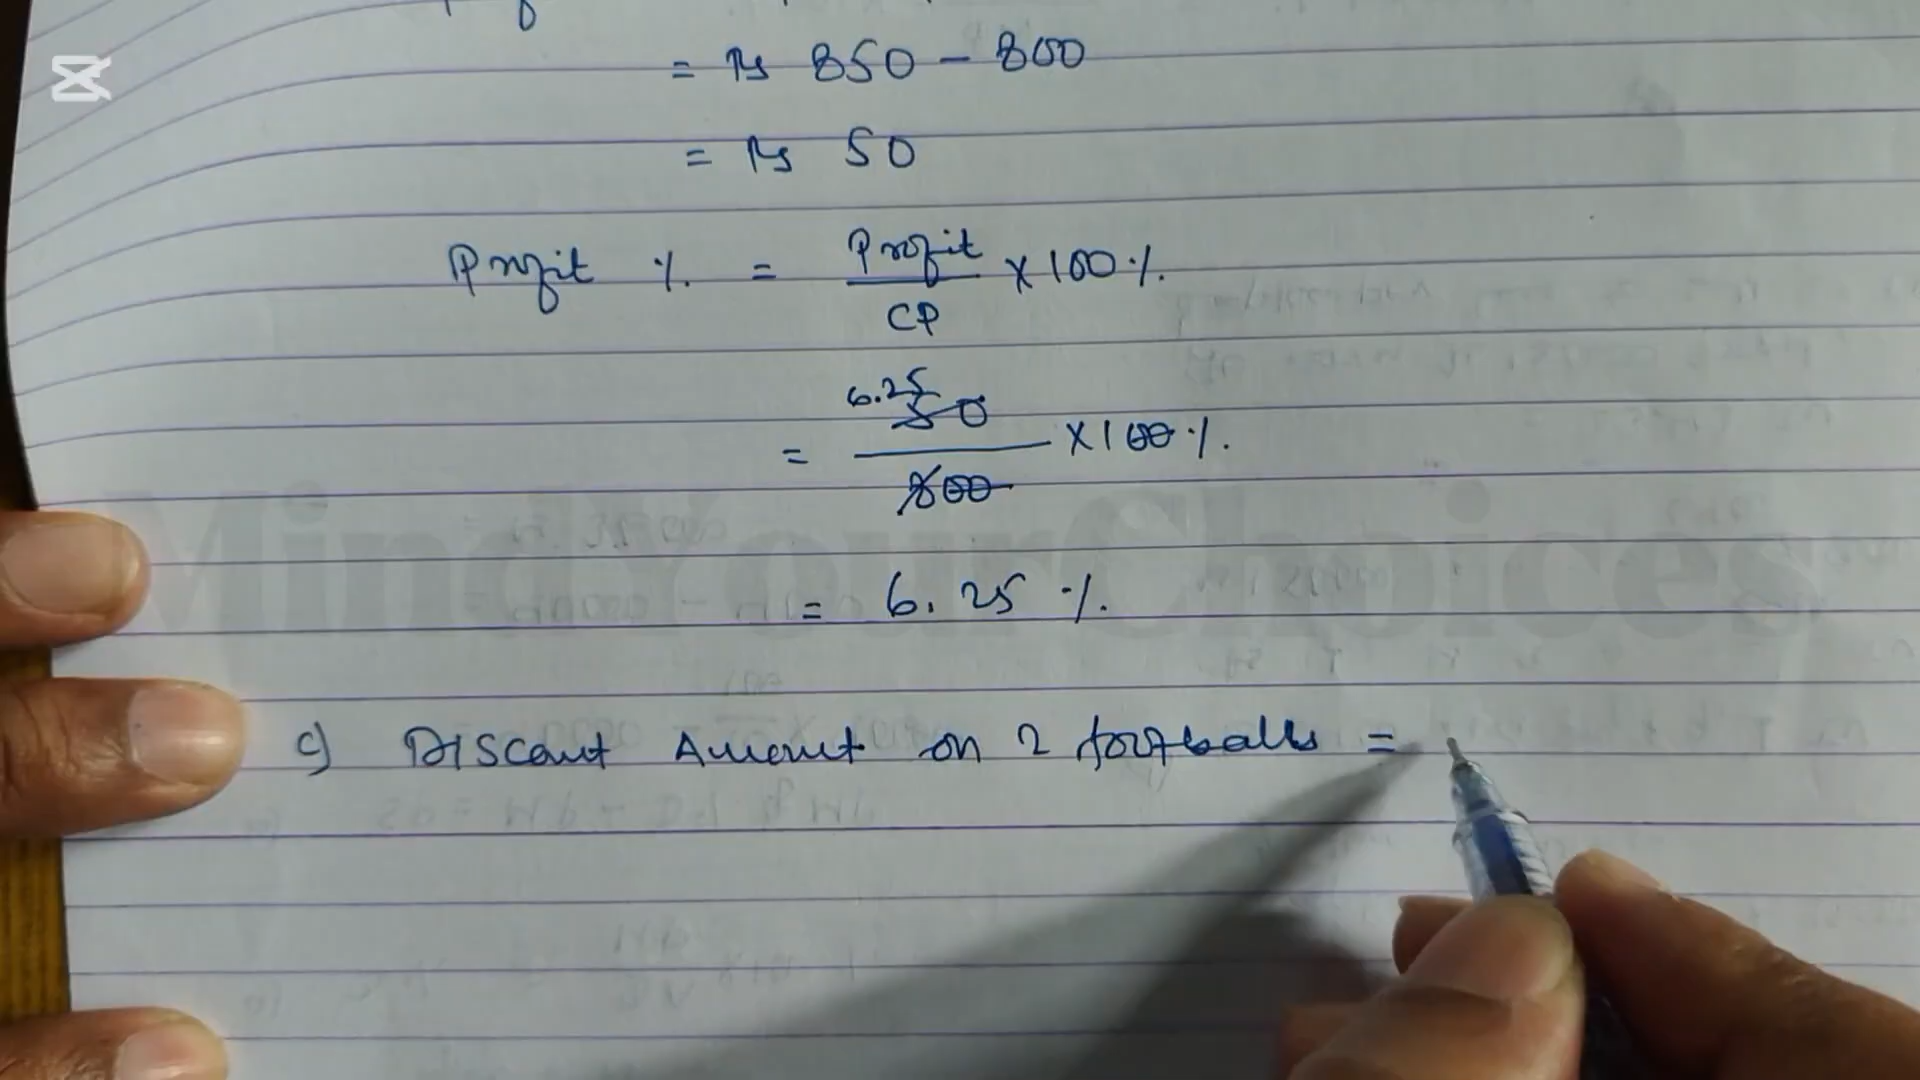 = Rs 850 - 800
= Rs 50
Profit % = Profit / CP × 100 %
= 6.25 50 / 800 × 100 %
= 6.25 %
MindYourChoices
c) Discount Amount on 2 footballs =